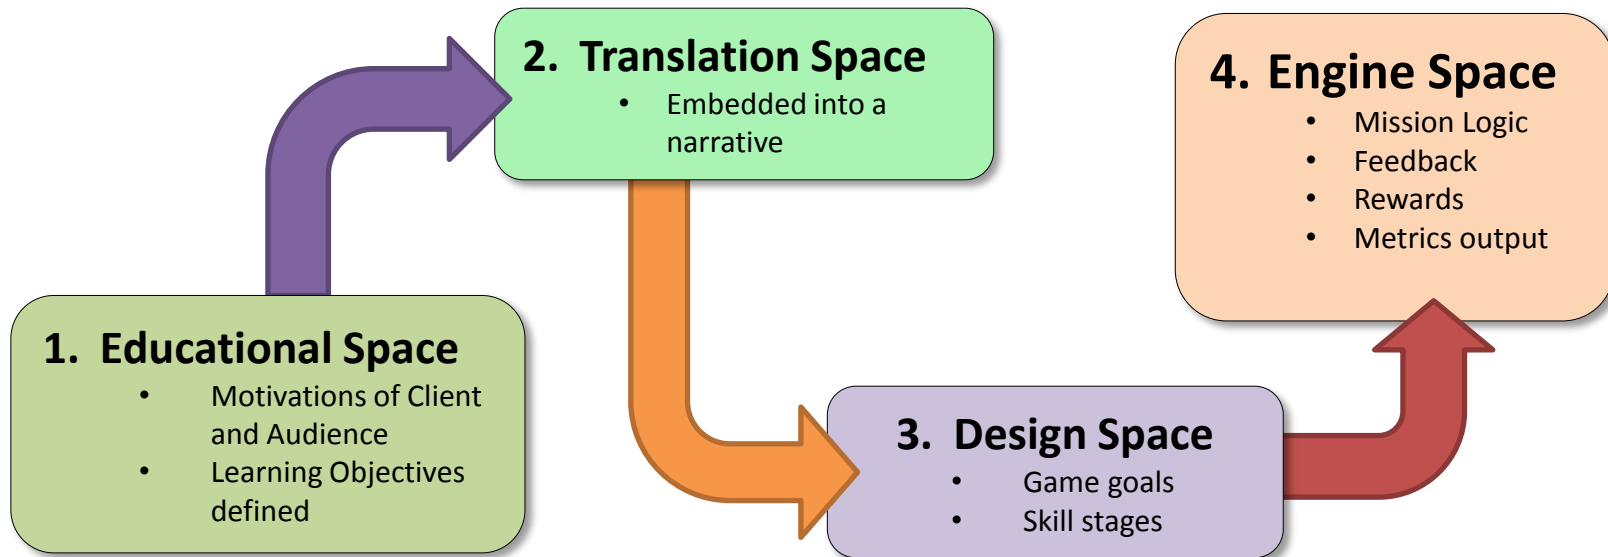 1. Educational Space
• Motivations of Client
and Audience
• Learning Objectives
defined
2. Translation Space
• Embedded into a
narrative
3. Design Space
• Game goals
• Skill stages
4. Engine Space
• Mission Logic
• Feedback
• Rewards
• Metrics output